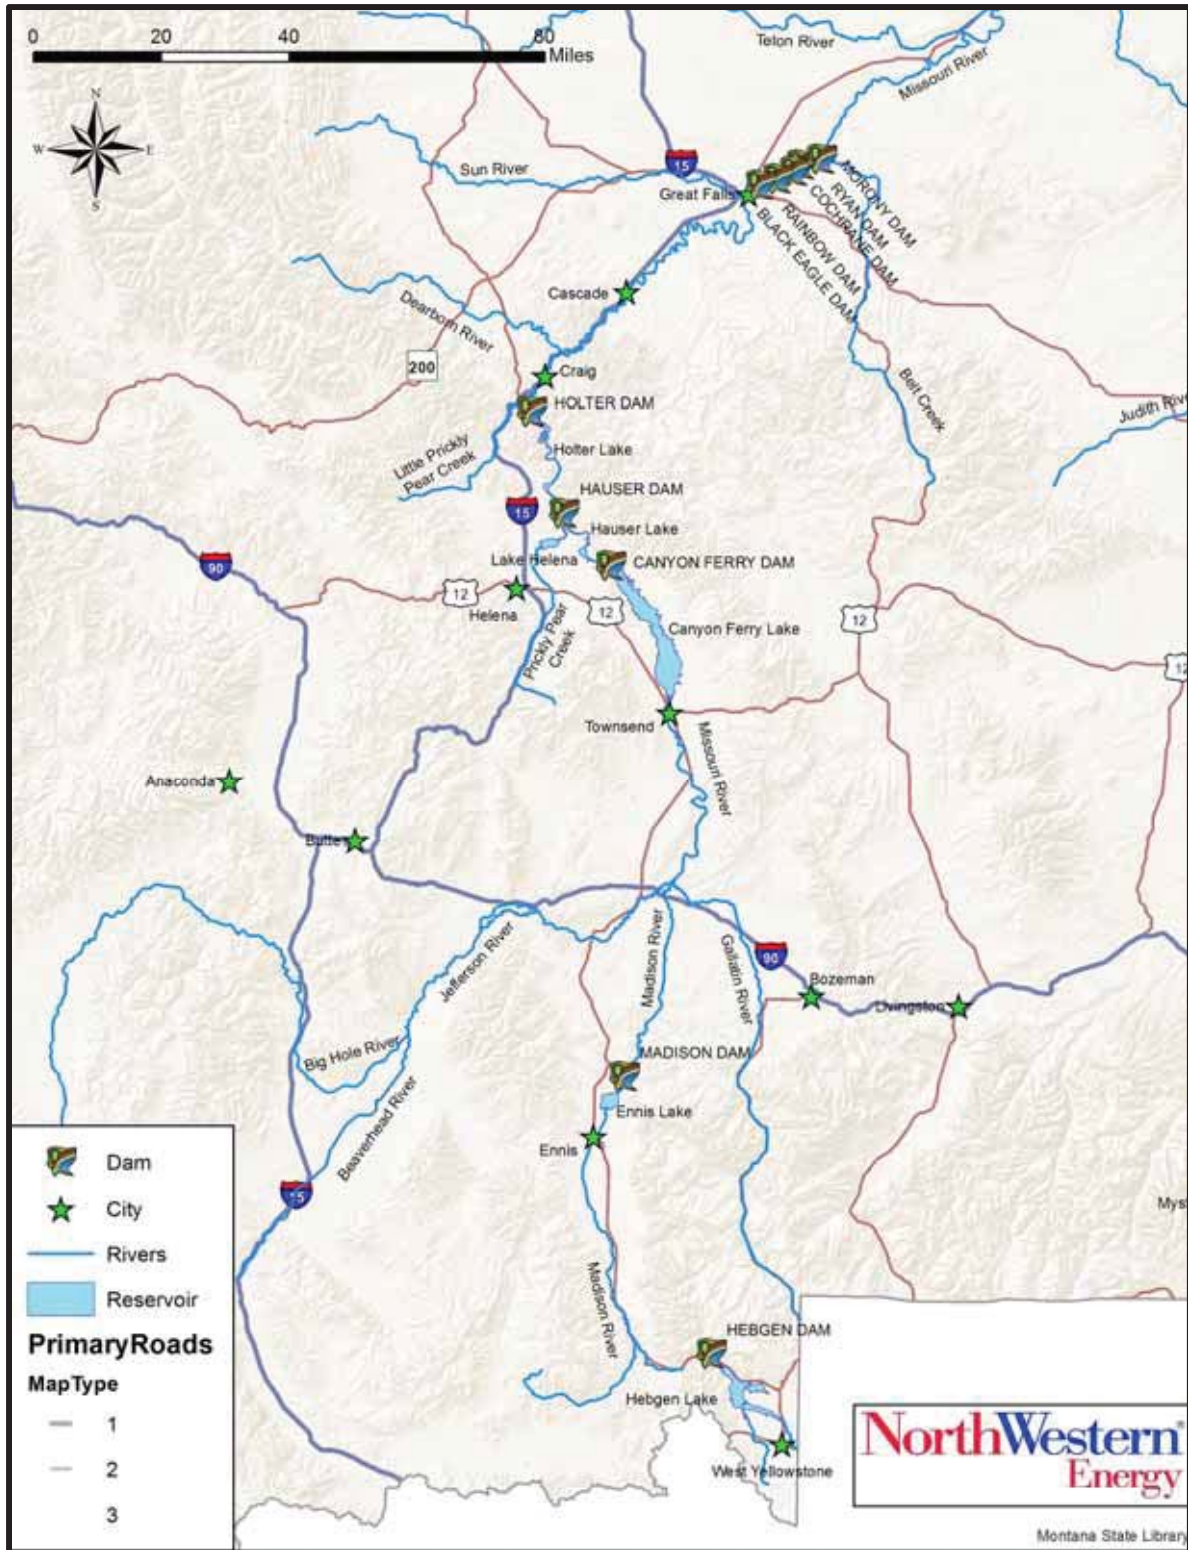 0 20 40 80
Miles
Teton River
Missouri River
N
W E
S
Sun River
15
Great Falls
MORONY DAM
RYAN DAM
COCHRANE DAM
RAINBOW DAM
BLACK EAGLE DAM
Cascade
Dearborn River
200
Craig
HOLTER DAM
Belt Creek
Judith River
Little Prickly
Pear Creek
Holter Lake
HAUSER DAM
15
Hauser Lake
90
Lake Helena
CANYON FERRY DAM
12
Helena
12
12
Canyon Ferry Lake
Prickly Pear
Creek
12
Townsend
Missouri River
Anaconda
Butte
Jefferson River
Madison River
Gallatin River
90
Bozeman
Livingston
Big Hole River
MADISON DAM
Beaverhead River
Ennis Lake
Ennis
15
Myst
Madison River
HEBGEN DAM
Hebgen Lake
West Yellowstone
Dam
City
Rivers
Reservoir
PrimaryRoads
MapType
1
2
3
NorthWestern®
Energy
Montana State Library